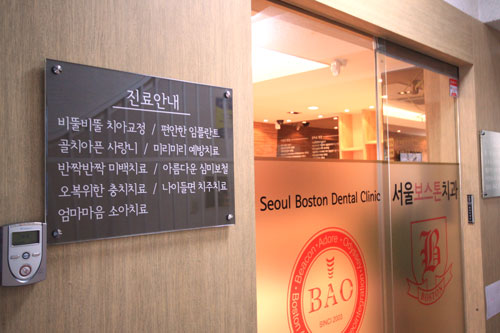 진료안내
비뚤비뚤 치아교정 / 편안한 임플란트
골치아픈 사랑니 / 미리미리 예방치료
반짝반짝 미백치료 / 아름다운 심미보철
오복위한 충치치료 / 나이들면 치주치료
엄마마음 소아치료
Seoul Boston Dental Clinic
서울보스톤치과
BAO
SINCE 2005
B
BOSTON